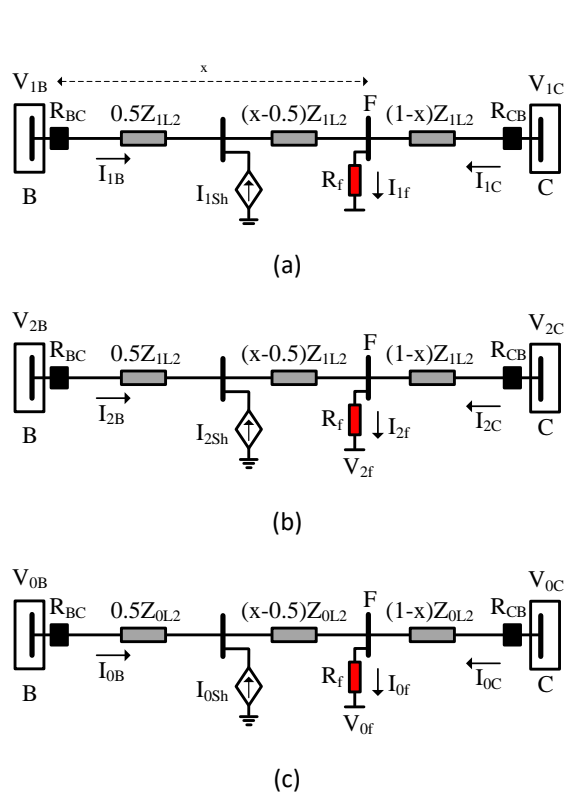 x
V1B V1C
RBC 0.5Z1L2 (x-0.5)Z1L2 F (1-x)Z1L2 RCB
I1B I1Sh Rf I1f I1C
B C
(a)
V2B V2C
RBC 0.5Z1L2 (x-0.5)Z1L2 F (1-x)Z1L2 RCB
I2B I2Sh Rf I2f I2C
B C
V2f
(b)
V0B V0C
RBC 0.5Z0L2 (x-0.5)Z0L2 F (1-x)Z0L2 RCB
I0B I0Sh Rf I0f I0C
B C
V0f
(c)